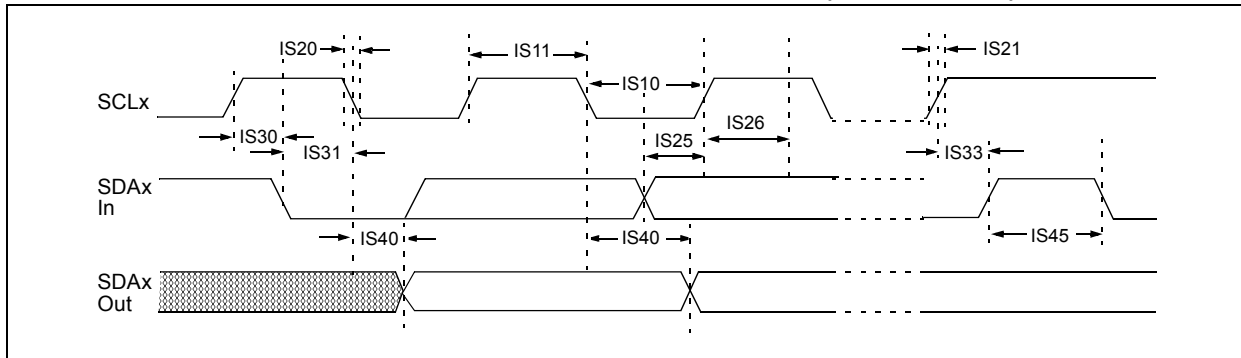 IS20
IS11
IS21
IS10
SCLx
IS30
IS26
IS31
IS25
IS33
SDAx
In
IS40
IS40
IS45
SDAx
Out